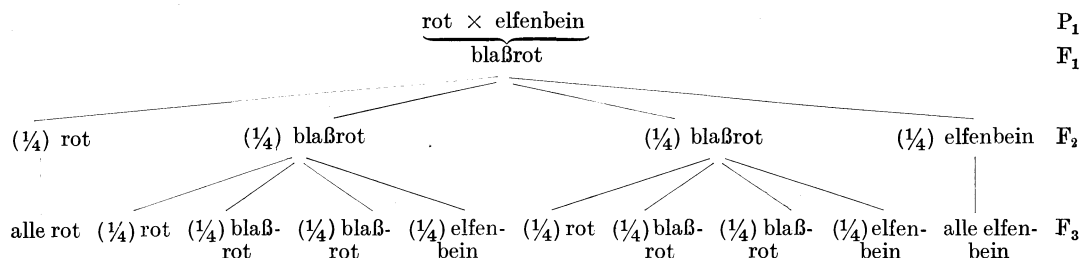 rot × elfenbein P₁
blaßrot F₁
(¼) rot (¼) blaßrot (¼) blaßrot (¼) elfenbein F₂
alle rot (¼) rot (¼) blaß- (¼) blaß- (¼) elfen- (¼) rot (¼) blaß- (¼) blaß- (¼) elfen- alle elfen- F₃
rot rot bein rot rot bein bein